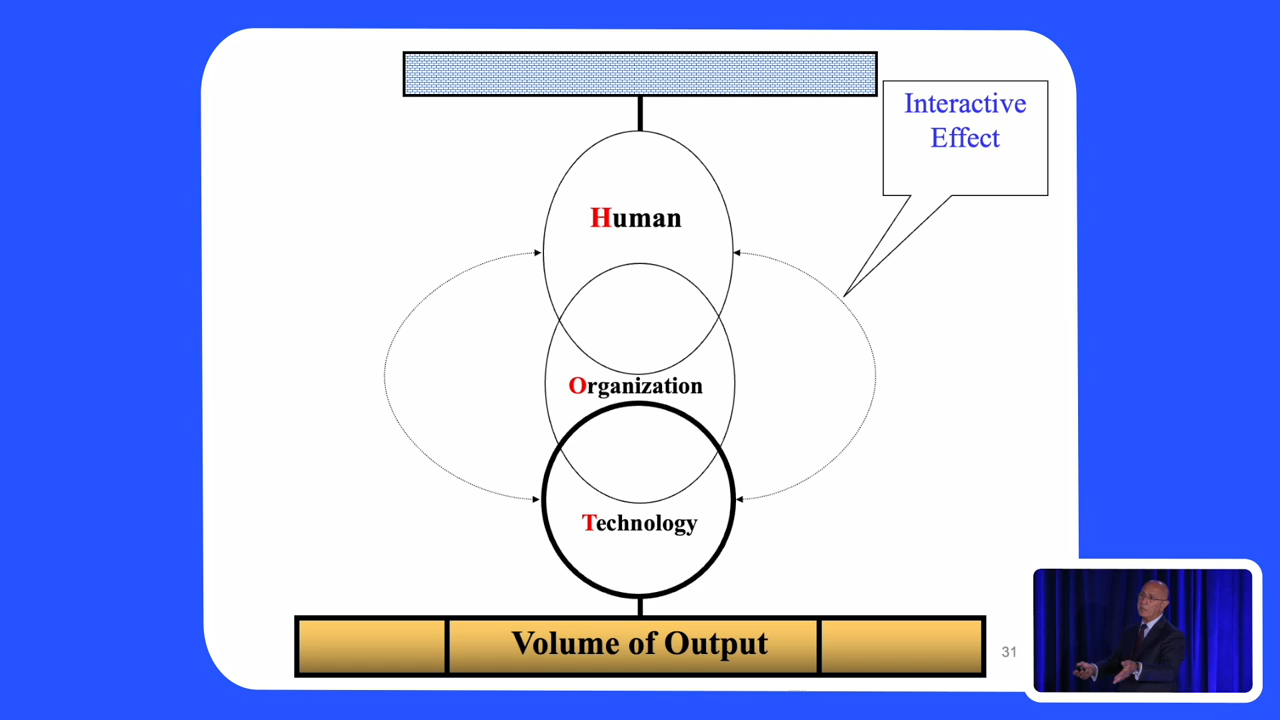 Interactive
Effect
Human
Organization
Technology
Volume of Output
31